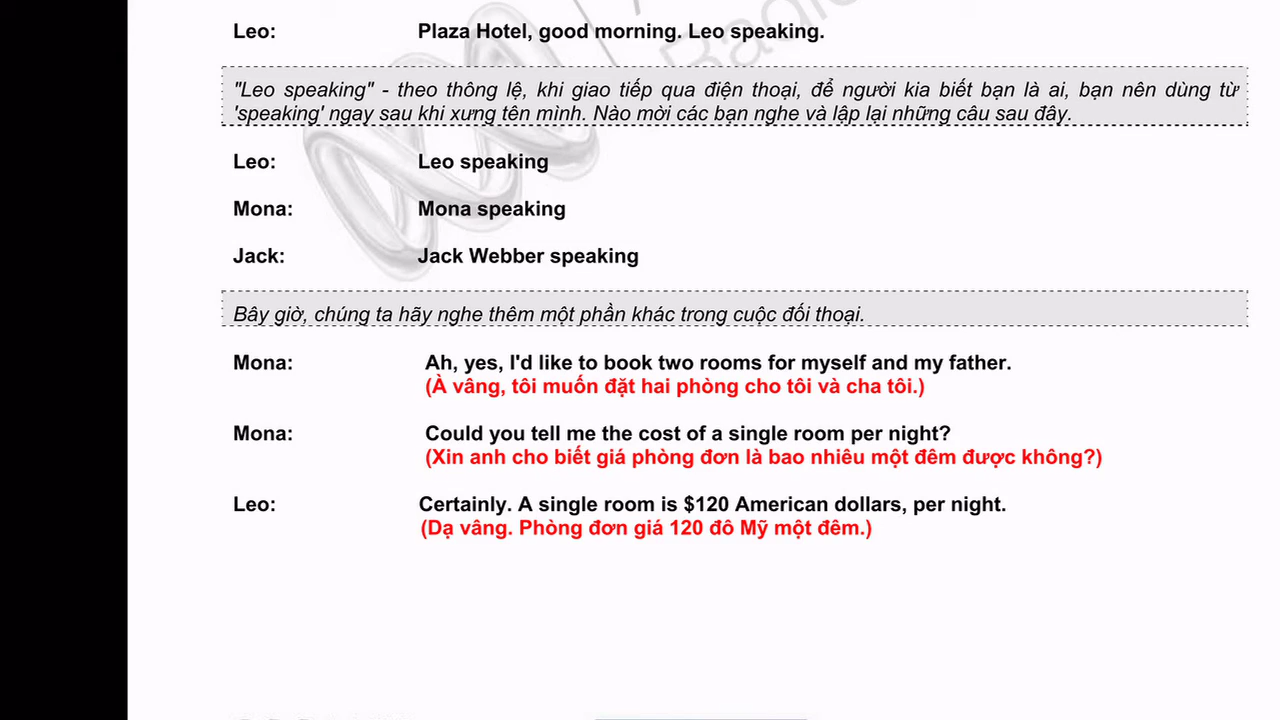 Leo: Plaza Hotel, good morning. Leo speaking.
"Leo speaking" - theo thông lệ, khi giao tiếp qua điện thoại, để người kia biết bạn là ai, bạn nên dùng từ
'speaking' ngay sau khi xưng tên mình. Nào mời các bạn nghe và lập lại những câu sau đây.
Leo: Leo speaking
Mona: Mona speaking
Jack: Jack Webber speaking
Bây giờ, chúng ta hãy nghe thêm một phần khác trong cuộc đối thoại.
Mona: Ah, yes, I'd like to book two rooms for myself and my father.
(À vâng, tôi muốn đặt hai phòng cho tôi và cha tôi.)
Mona: Could you tell me the cost of a single room per night?
(Xin anh cho biết giá phòng đơn là bao nhiêu một đêm được không?)
Leo: Certainly. A single room is $120 American dollars, per night.
(Dạ vâng. Phòng đơn giá 120 đô Mỹ một đêm.)